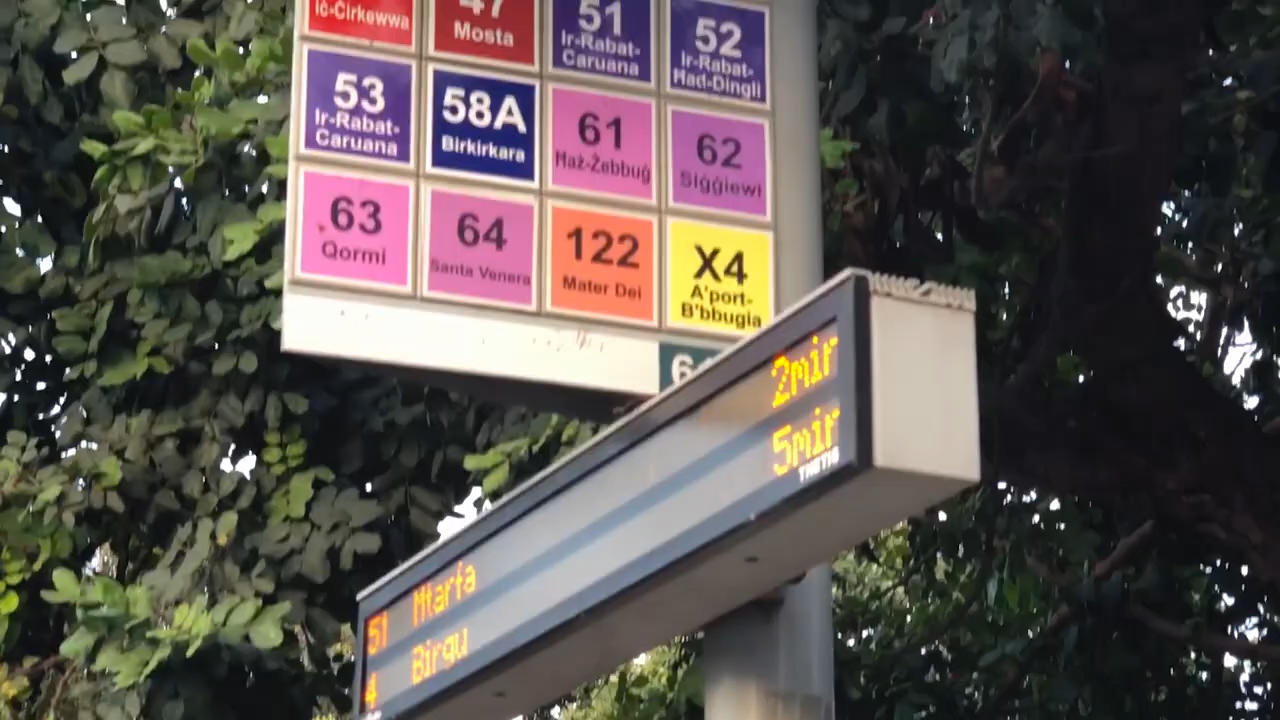 Iċ-Ċirkewwa
47
Mosta
51
Ir-Rabat-
Caruana
52
Ir-Rabat-
Ħad-Dingli
53
Ir-Rabat-
Caruana
58A
Birkirkara
61
Ħaż-Żebbuġ
62
Siġġiewi
63
Qormi
64
Santa Venera
122
Mater Dei
X4
A'port-
B'bbugia
2min
5min
51 Mtarfa
4 Birgu